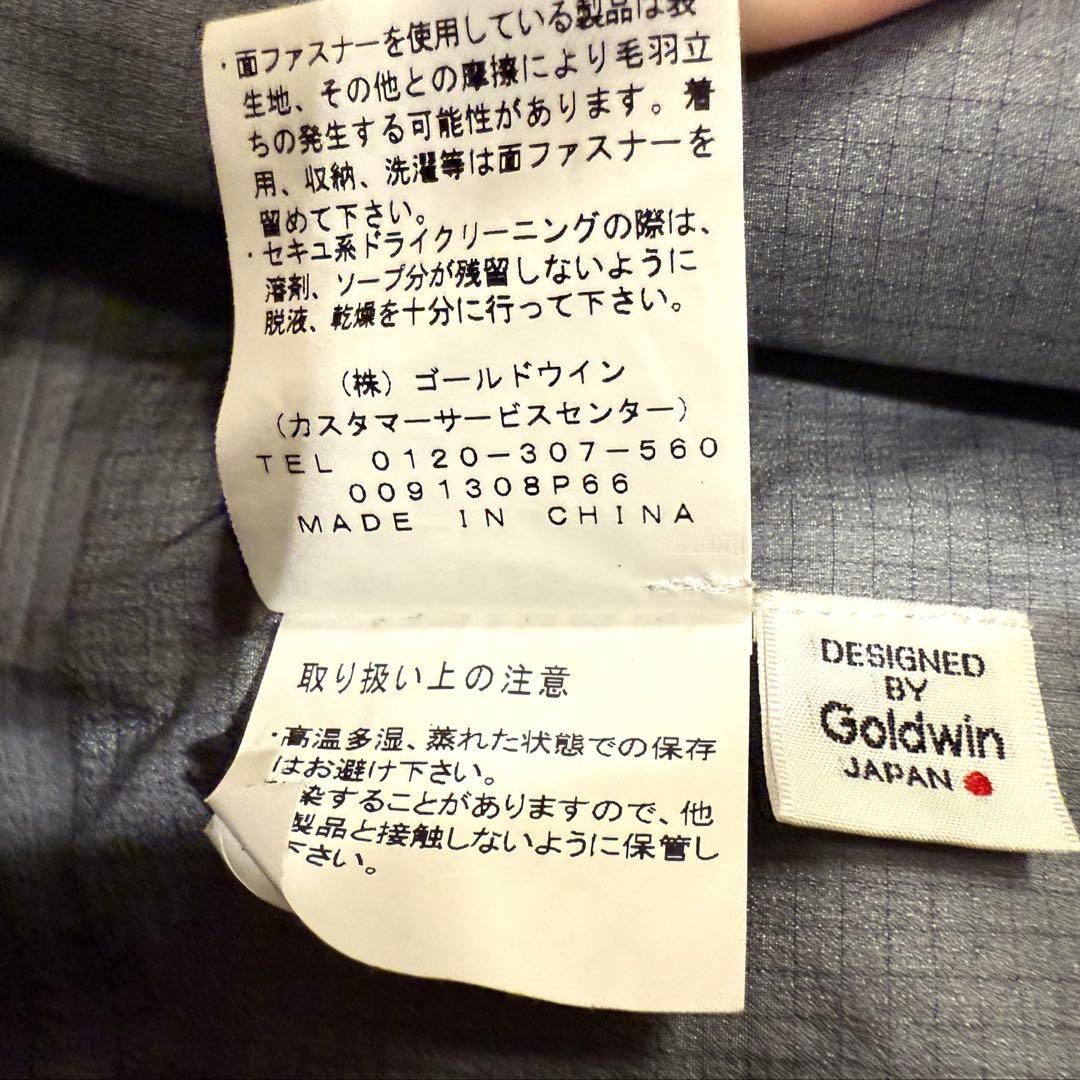 ・面ファスナーを使用している製品は表
生地、その他との摩擦により毛羽立
ちの発生する可能性があります。着
用、収納、洗濯等は面ファスナーを
留めて下さい。
・セキユ系ドライクリーニングの際は、
溶剤、ソープ分が残留しないように
脱液、乾燥を十分に行って下さい。
(株) ゴールドウイン
(カスタマーサービスセンター)
TEL 0120-307-560
0091308P66
MADE IN CHINA
取り扱い上の注意
・高温多湿、蒸れた状態での保存
はお避け下さい。
染することがありますので、他
製品と接触しないように保管し
下さい。
DESIGNED
BY
Goldwin
JAPAN